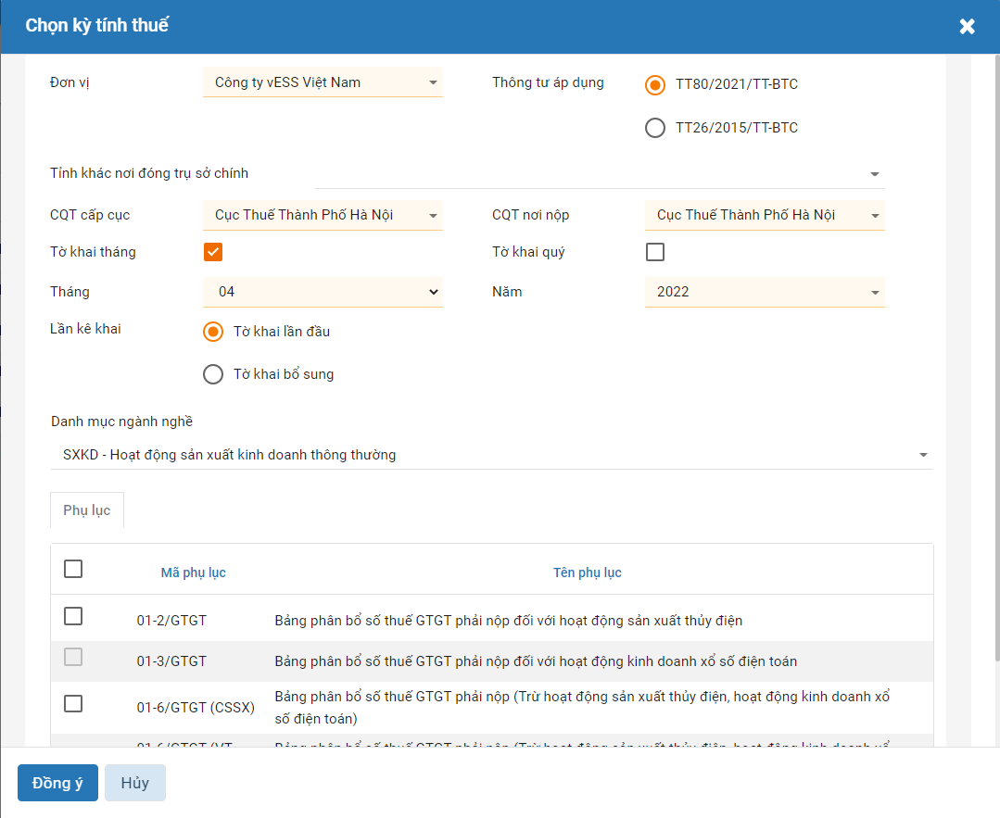 Chọn kỳ tính thuế
Đơn vị
Công ty vESS Việt Nam
Thông tư áp dụng
TT80/2021/TT-BTC
TT26/2015/TT-BTC
Tỉnh khác nơi đóng trụ sở chính
CQT cấp cục
Cục Thuế Thành Phố Hà Nội
CQT nơi nộp
Cục Thuế Thành Phố Hà Nội
Tờ khai tháng
Tờ khai quý
Tháng
04
Năm
2022
Lần kê khai
Tờ khai lần đầu
Tờ khai bổ sung
Danh mục ngành nghề
SXKD - Hoạt động sản xuất kinh doanh thông thường
Phụ lục
Mã phụ lục
Tên phụ lục
01-2/GTGT
Bảng phân bổ số thuế GTGT phải nộp đối với hoạt động sản xuất thủy điện
01-3/GTGT
Bảng phân bổ số thuế GTGT phải nộp đối với hoạt động kinh doanh xổ số điện toán
01-6/GTGT (CSSX)
Bảng phân bổ số thuế GTGT phải nộp (Trừ hoạt động sản xuất thủy điện, hoạt động kinh doanh xổ
số điện toán)
01-6/GTGT (VT
Bảng phân bổ số thuế GTGT phải nộp (Trừ hoạt động sản xuất thủy điện, hoạt động kinh doanh xổ
Đồng ý
Hủy